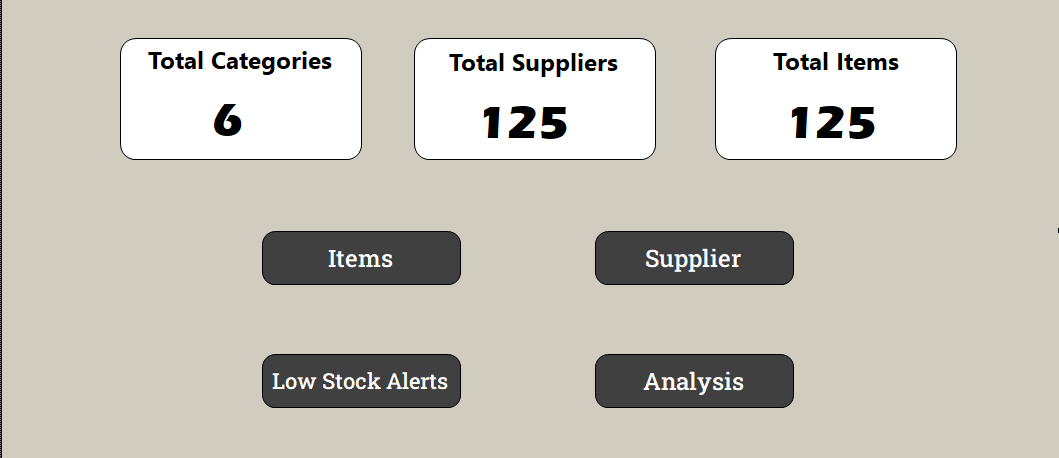 Total Categories
Total Suppliers
Total Items
6
125
125
Items
Supplier
Low Stock Alerts
Analysis